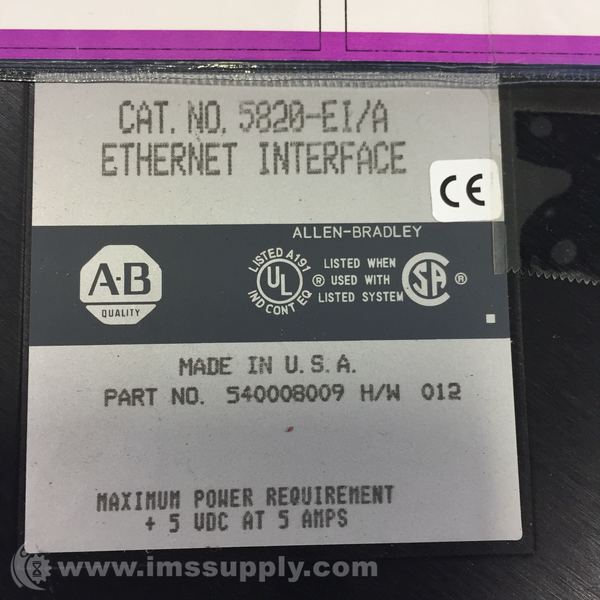 CAT. NO. 5820-EI/A
ETHERNET INTERFACE
CE
ALLEN-BRADLEY
A-B
QUALITY
LISTED A191
UL
IND CONT EQ
®
LISTED WHEN
USED WITH
LISTED SYSTEM
SA
®
MADE IN U.S.A.
PART NO. 540008009 H/W 012
MAXIMUM POWER REQUIREMENT
+ 5 VDC AT 5 AMPS
www.imssupply.com